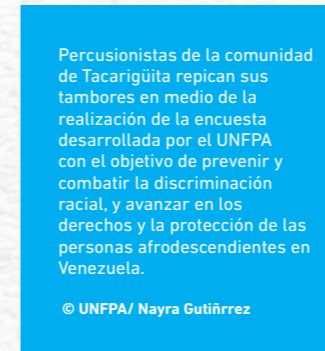 Percusionistas de la comunidad
de Tacarigüita repican sus
tambores en medio de la
realización de la encuesta
desarrollada por el UNFPA
con el objetivo de prevenir y
combatir la discriminación
racial, y avanzar en los
derechos y la protección de las
personas afrodescendientes en
Venezuela.
© UNFPA/ Nayra Gutiñrrez